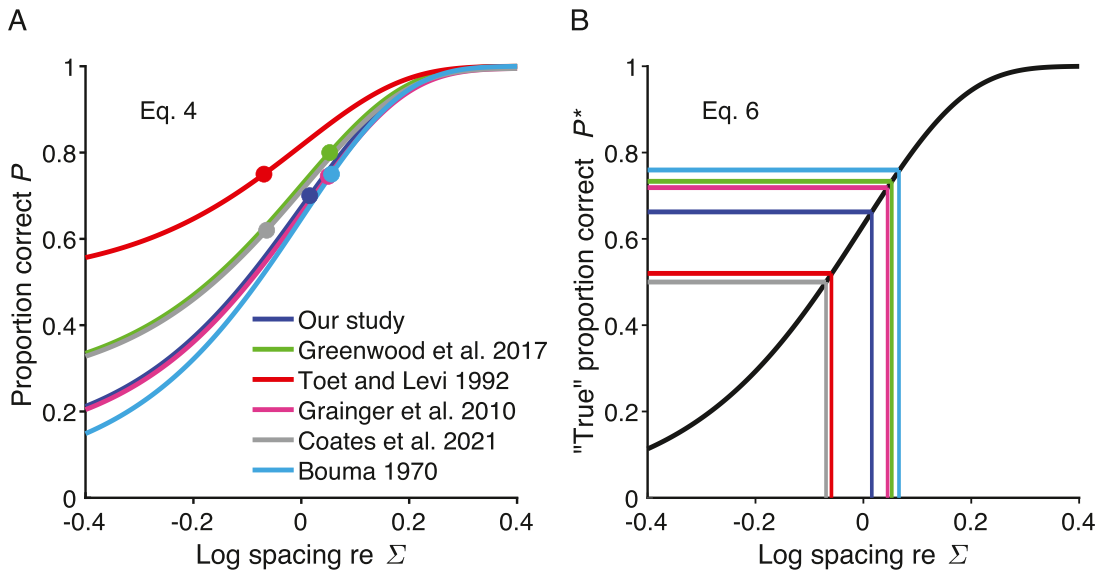 A
Proportion correct P
1
0.8
0.6
0.4
0.2
0
Eq. 4
Our study
Greenwood et al. 2017
Toet and Levi 1992
Grainger et al. 2010
Coates et al. 2021
Bouma 1970
-0.4 -0.2 0 0.2 0.4
Log spacing re Σ
B
"True" proportion correct P*
1
0.8
0.6
0.4
0.2
0
Eq. 6
-0.4 -0.2 0 0.2 0.4
Log spacing re Σ